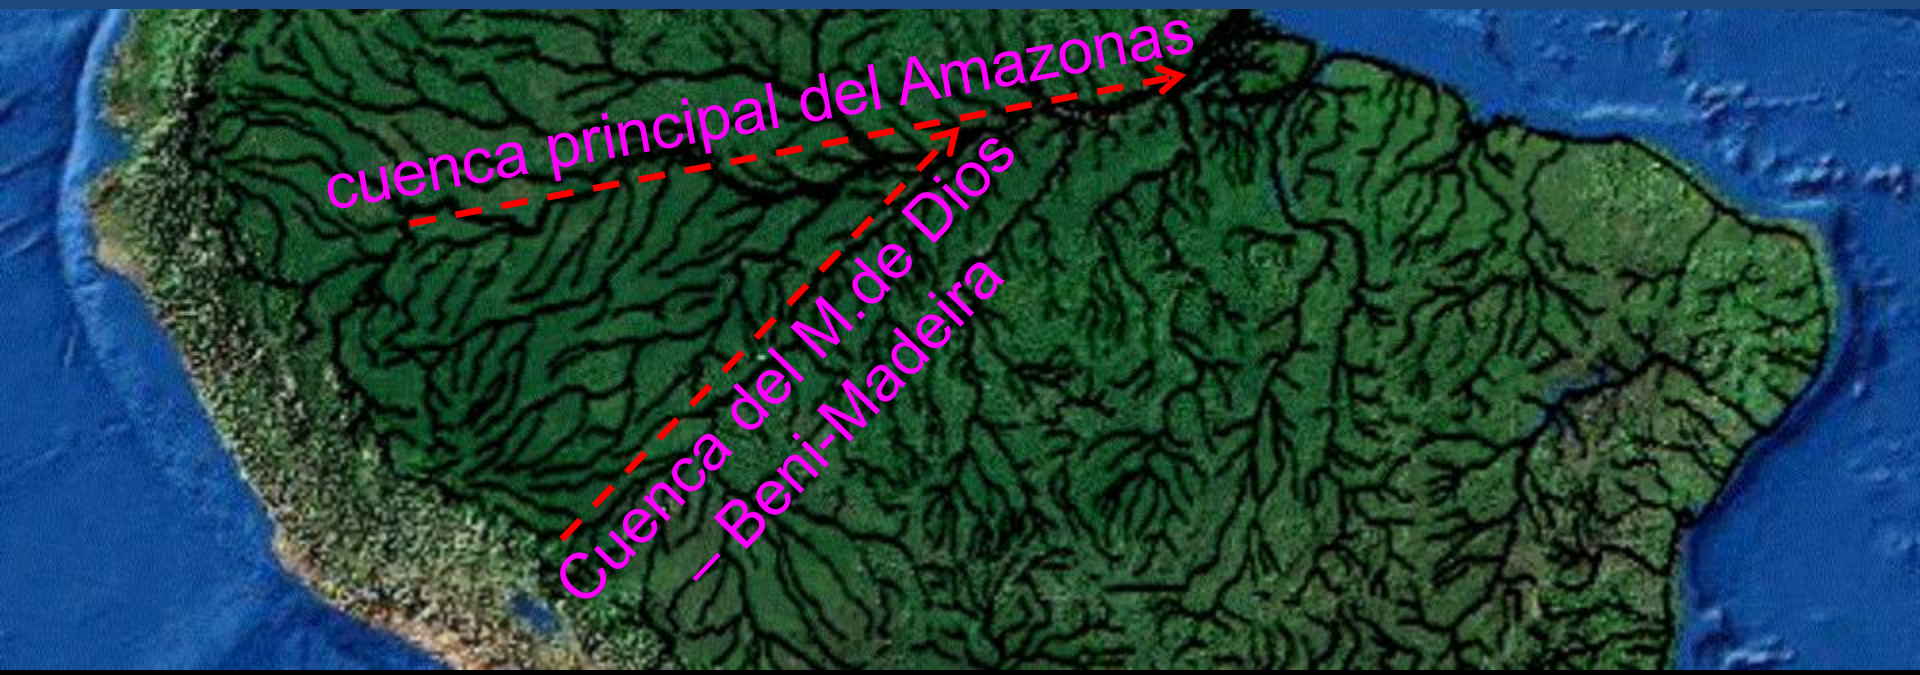 cuenca principal del Amazonas
Cuenca del M.de Dios
– Beni-Madeira